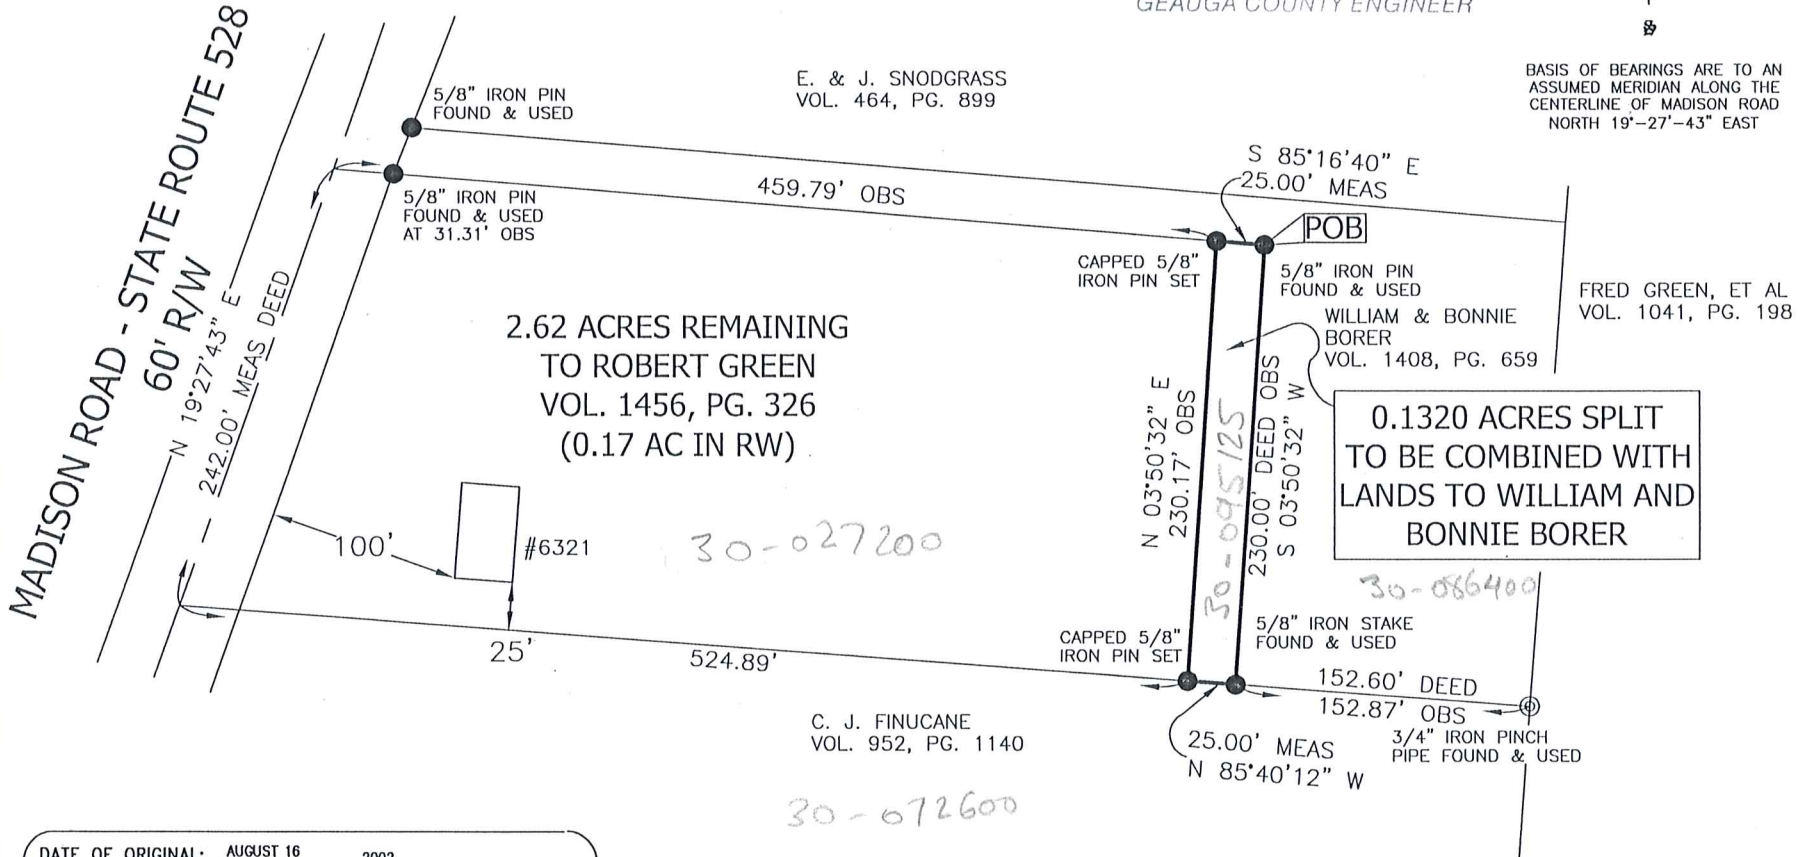 GEAUGA COUNTY ENGINEER
BASIS OF BEARINGS ARE TO AN
ASSUMED MERIDIAN ALONG THE
CENTERLINE OF MADISON ROAD
NORTH 19°-27'-43" EAST
E. & J. SNODGRASS
VOL. 464, PG. 899
5/8" IRON PIN
FOUND & USED
S 85°16'40" E
25.00' MEAS
459.79' OBS
5/8" IRON PIN
FOUND & USED
AT 31.31' OBS
POB
CAPPED 5/8"
IRON PIN SET
5/8" IRON PIN
FOUND & USED
FRED GREEN, ET AL
VOL. 1041, PG. 198
WILLIAM & BONNIE
BORER
VOL. 1408, PG. 659
MADISON ROAD - STATE ROUTE 528
60' R/W
N 19°27'43" E
242.00' MEAS DEED
2.62 ACRES REMAINING
TO ROBERT GREEN
VOL. 1456, PG. 326
(0.17 AC IN RW)
N 03°50'32" E
230.17' OBS
30-095125
230.00' DEED OBS
S 03°50'32" W
0.1320 ACRES SPLIT
TO BE COMBINED WITH
LANDS TO WILLIAM AND
BONNIE BORER
100'
#6321
30-027200
30-086400
25'
524.89'
CAPPED 5/8"
IRON PIN SET
5/8" IRON STAKE
FOUND & USED
152.60' DEED
152.87' OBS
3/4" IRON PINCH
PIPE FOUND & USED
25.00' MEAS
N 85°40'12" W
C. J. FINUCANE
VOL. 952, PG. 1140
30-072600
DATE OF ORIGINAL: AUGUST 16 2002